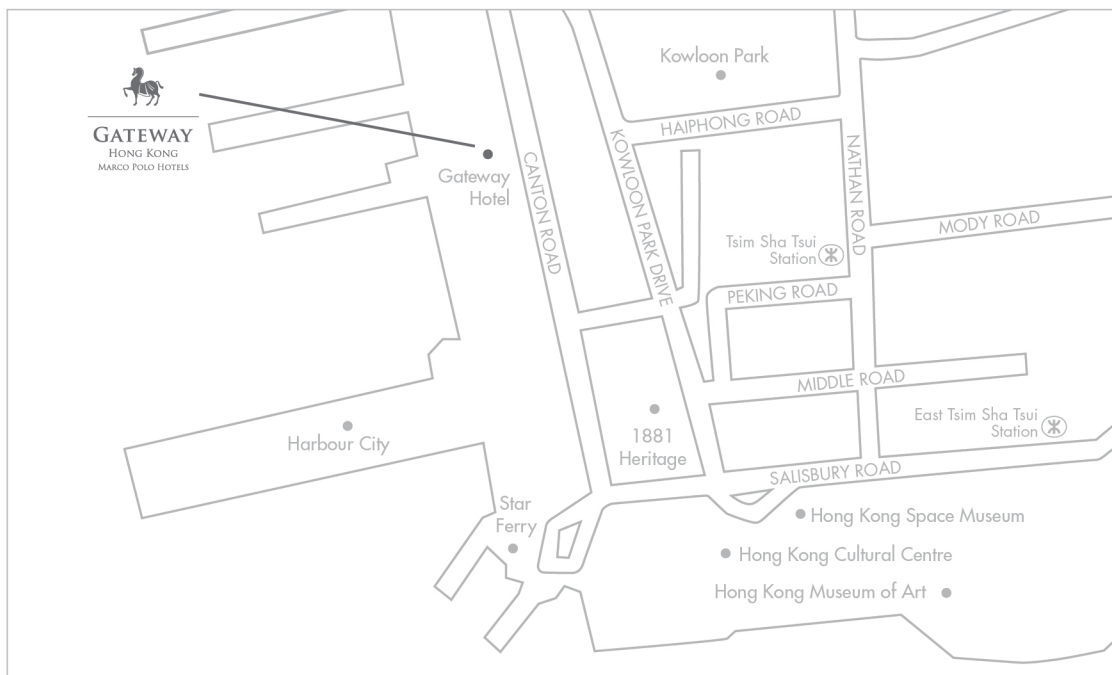 GATEWAY
HONG KONG
MARCO POLO HOTELS
Kowloon Park
HAIPHONG ROAD
Gateway
Hotel
CANTON ROAD
KOWLOON PARK DRIVE
NATHAN ROAD
MODY ROAD
Tsim Sha Tsui
Station
PEKING ROAD
MIDDLE ROAD
1881
Heritage
Harbour City
East Tsim Sha Tsui
Station
SALISBURY ROAD
Star
Ferry
Hong Kong Space Museum
Hong Kong Cultural Centre
Hong Kong Museum of Art